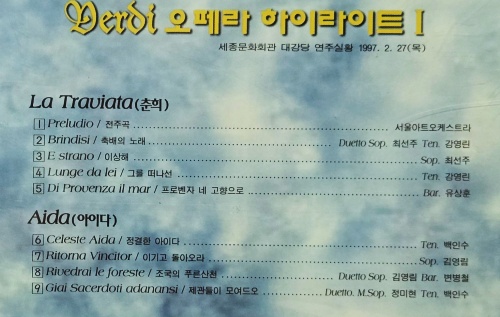 Verdi 오페라 하이라이트 I
세종문화회관 대강당 연주실황 1997. 2. 27(목)
La Traviata(춘희)
1 Preludio / 전주곡 서울아트오케스트라
2 Brindisi / 축배의 노래 Duetto Sop. 최선주 Ten. 강영린
3 E strano / 이상해 Sop. 최선주
4 Lunge da lei / 그를 떠나선 Ten. 강영린
5 Di Provenza il mar / 프로벤자 네 고향으로 Bar. 유상훈
Aida(아이다)
6 Celeste Aida / 정결한 아이다 Ten. 백인수
7 Ritorna Vincitor / 이기고 돌아오라 Sop. 김영림
8 Rivedrai le foreste / 조국의 푸른산천 Duetto Sop. 김영림 Bar. 변병철
9 Giai Sacerdoti adanansi / 제관들이 모여드오 Duetto. M.Sop. 정미현 Ten. 백인수